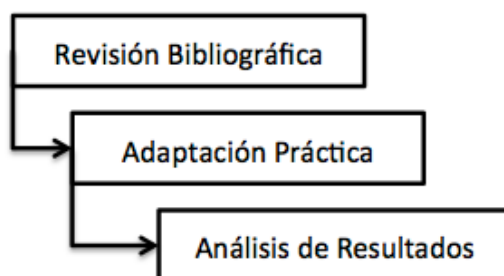 Revisión Bibliográfica
Adaptación Práctica
Análisis de Resultados